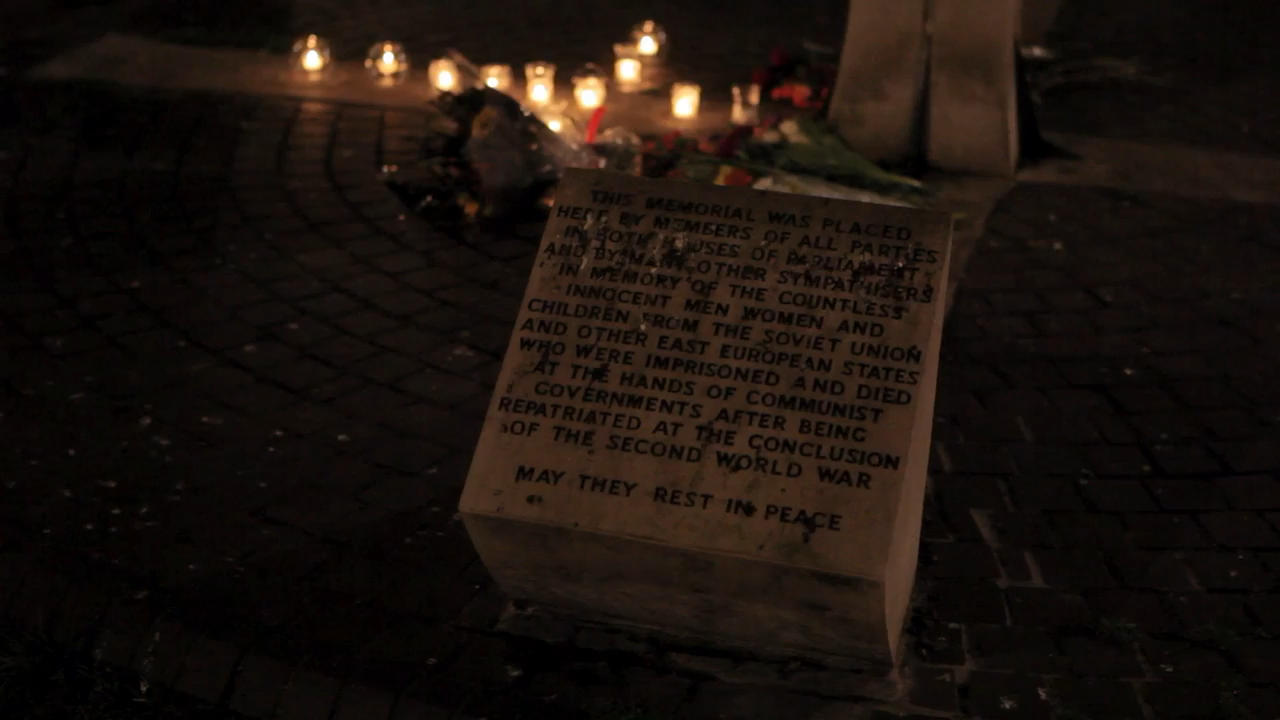 THIS MEMORIAL WAS PLACED
HERE BY MEMBERS OF ALL PARTIES
IN BOTH HOUSES OF PARLIAMENT
AND BY MANY OTHER SYMPATHISERS
IN MEMORY OF THE COUNTLESS
INNOCENT MEN WOMEN AND
CHILDREN FROM THE SOVIET UNION
AND OTHER EAST EUROPEAN STATES
WHO WERE IMPRISONED AND DIED
AT THE HANDS OF COMMUNIST
GOVERNMENTS AFTER BEING
REPATRIATED AT THE CONCLUSION
OF THE SECOND WORLD WAR
MAY THEY REST IN PEACE